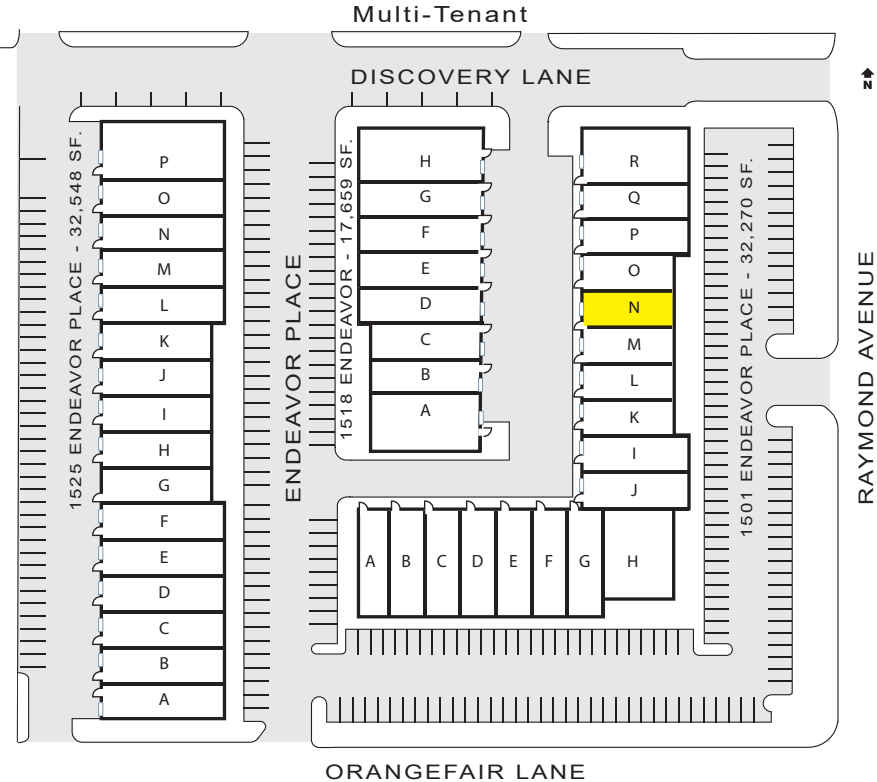 Multi-Tenant
DISCOVERY LANE
N
1525 ENDEAVOR PLACE - 32,548 SF.
P
O
N
M
L
K
J
I
H
G
F
E
D
C
B
A
ENDEAVOR PLACE
1518 ENDEAVOR - 17,659 SF.
H
G
F
E
D
C
B
A
R
Q
P
O
N
M
L
K
I
J
A B C D E F G H
1501 ENDEAVOR PLACE - 32,270 SF.
RAYMOND AVENUE
ORANGEFAIR LANE